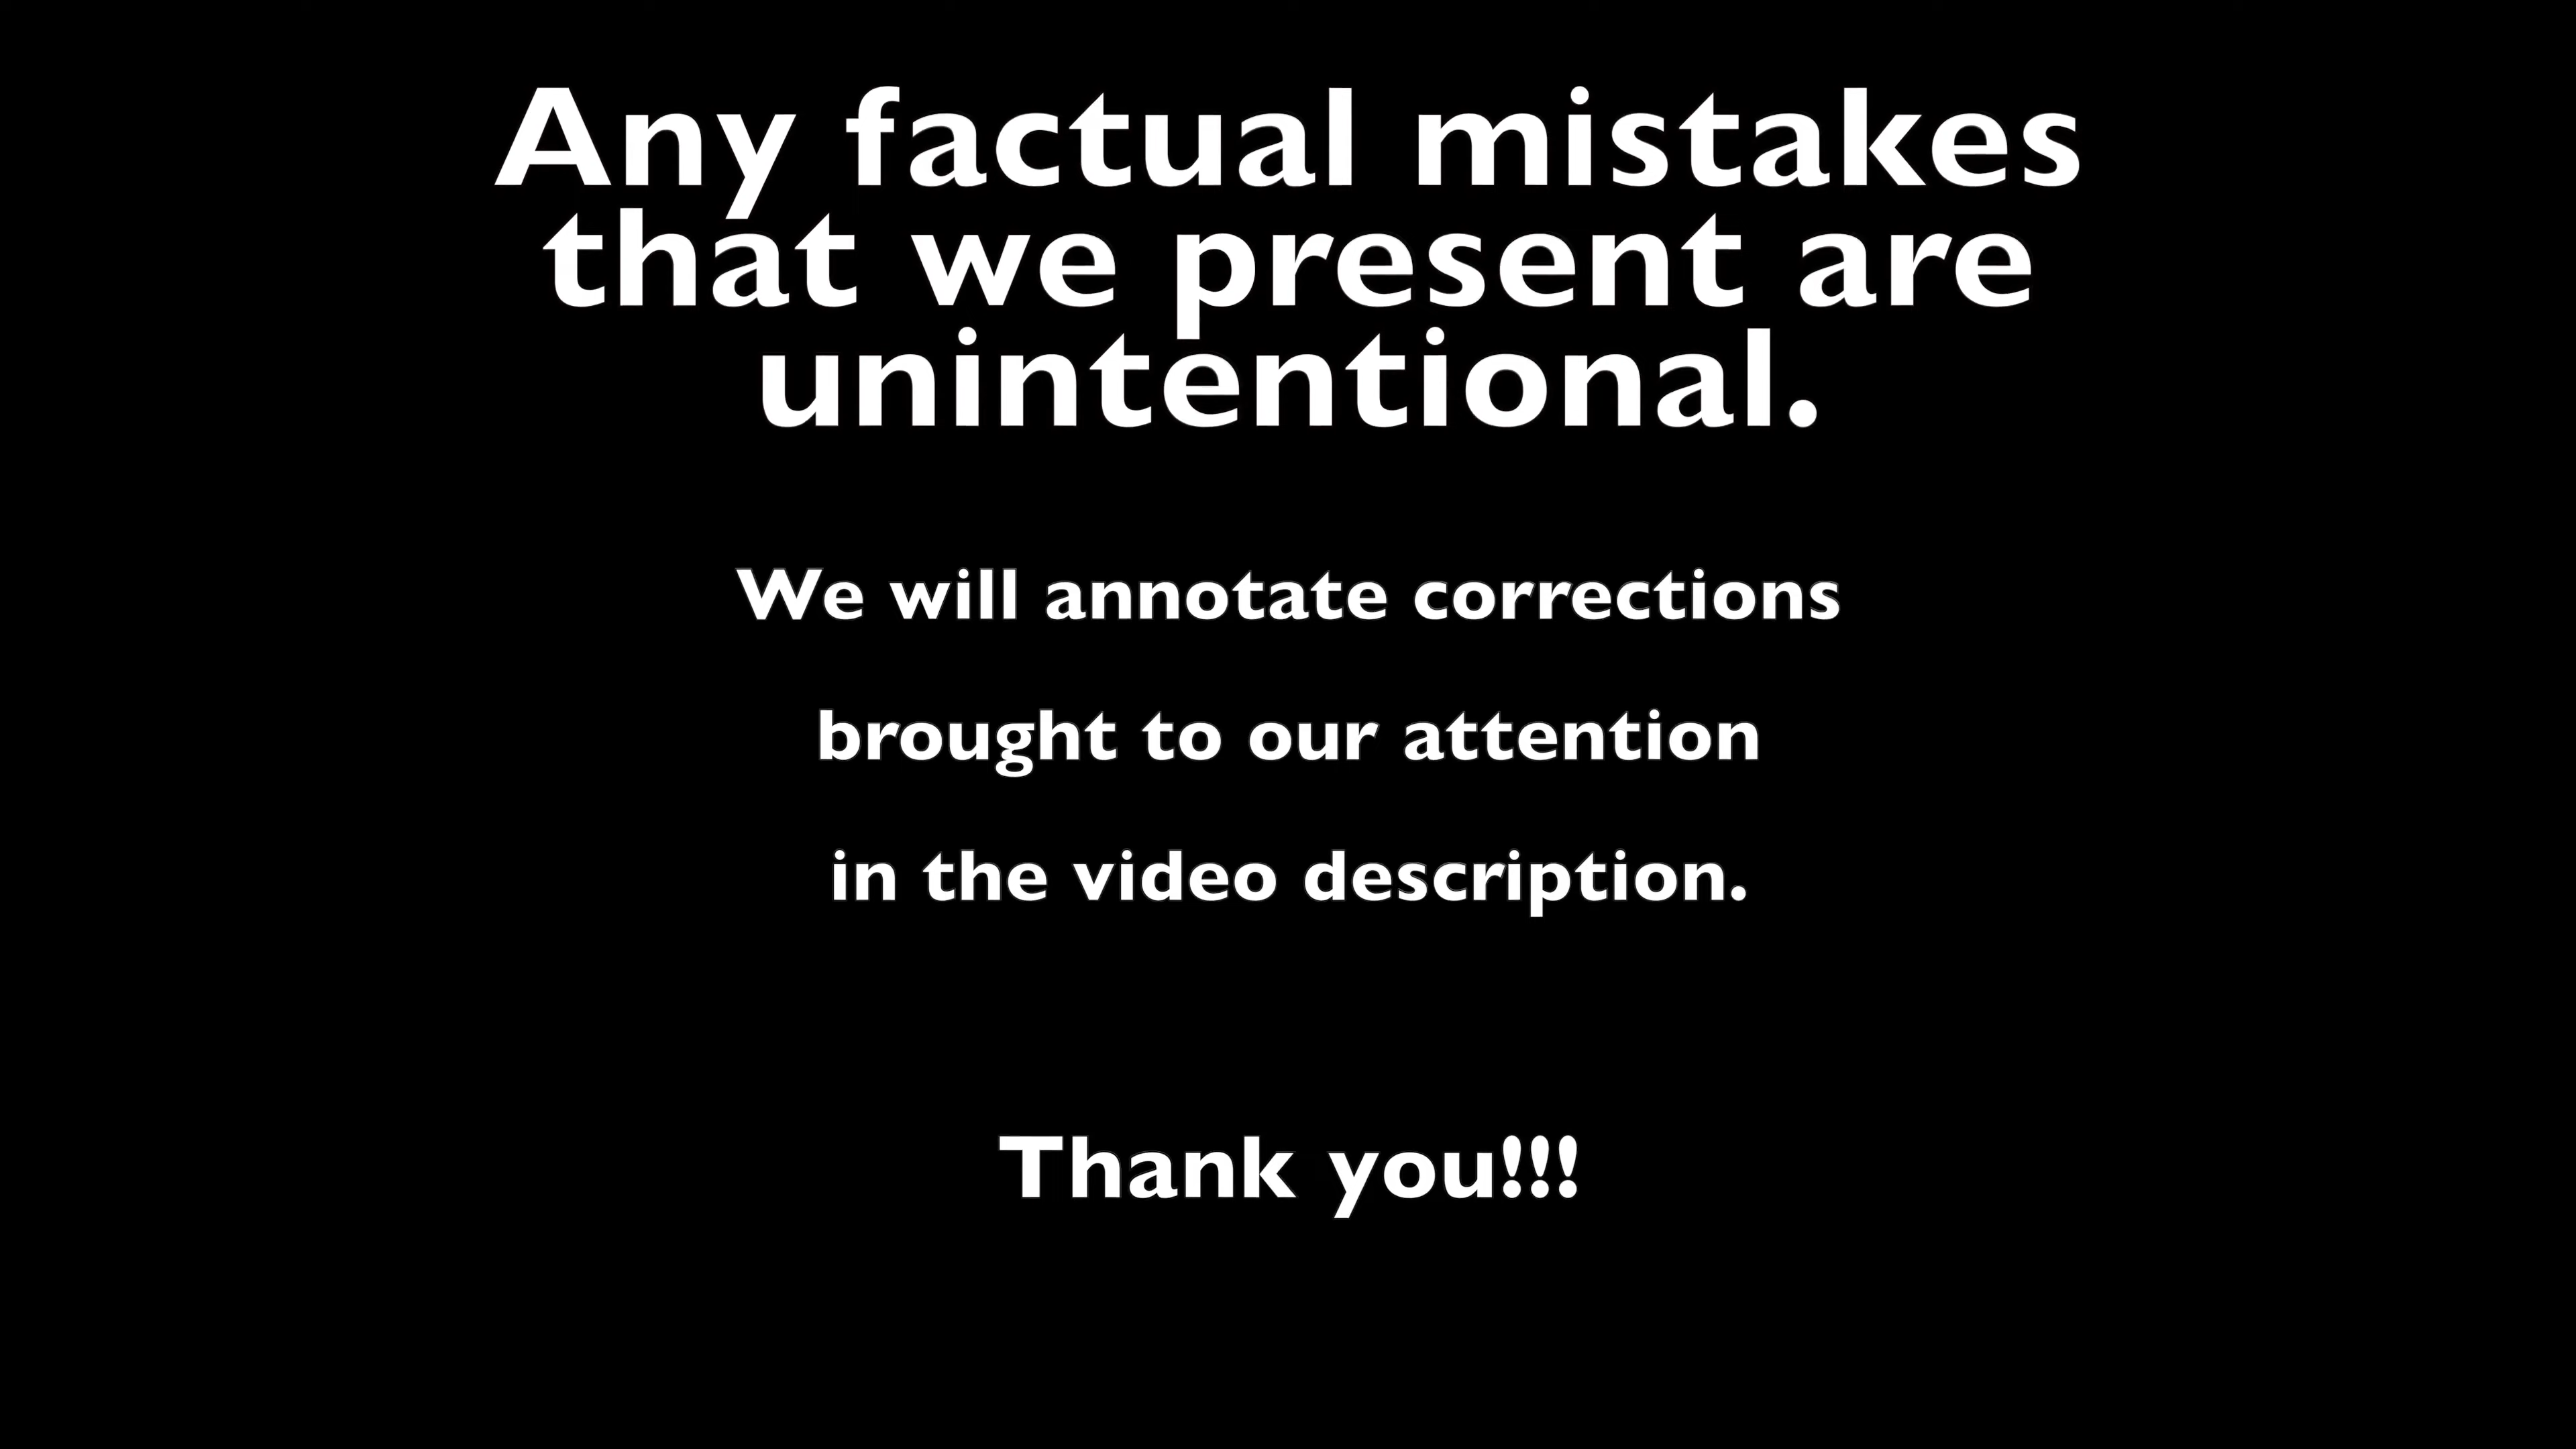 Any factual mistakes
that we present are
unintentional.
We will annotate corrections
brought to our attention
in the video description.
Thank you!!!